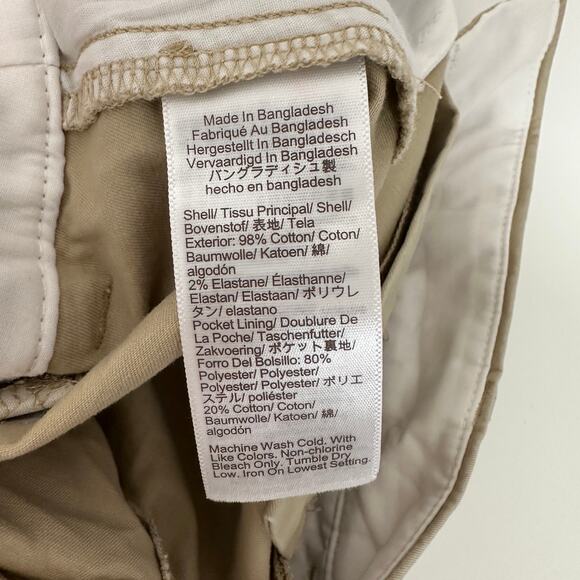 Made In Bangladesh
Fabriqué Au Bangladesh
Hergestellt In Bangladesch
Vervaardigd In Bangladesh
バングラディシュ製
hecho en bangladesh
Shell/ Tissu Principal/ Shell/
Bovenstof/ 表地/ Tela
Exterior: 98% Cotton/ Coton/
Baumwolle/ Katoen/ 綿/
algodón
2% Elastane/ Élasthanne/
Elastan/ Elastaan/ ポリウレ
タン/ elastano
Pocket Lining/ Doublure De
La Poche/ Taschenfutter/
Zakvoering/ ポケット裏地/
Forro Del Bolsillo: 80%
Polyester/ Polyester/
Polyester/ Polyester/ ポリエ
ステル/ poliéster
20% Cotton/ Coton/
Baumwolle/ Katoen/ 綿/
algodón
Machine Wash Cold. With
Like Colors. Non-chlorine
Bleach Only. Tumble Dry
Low. Iron On Lowest Setting.